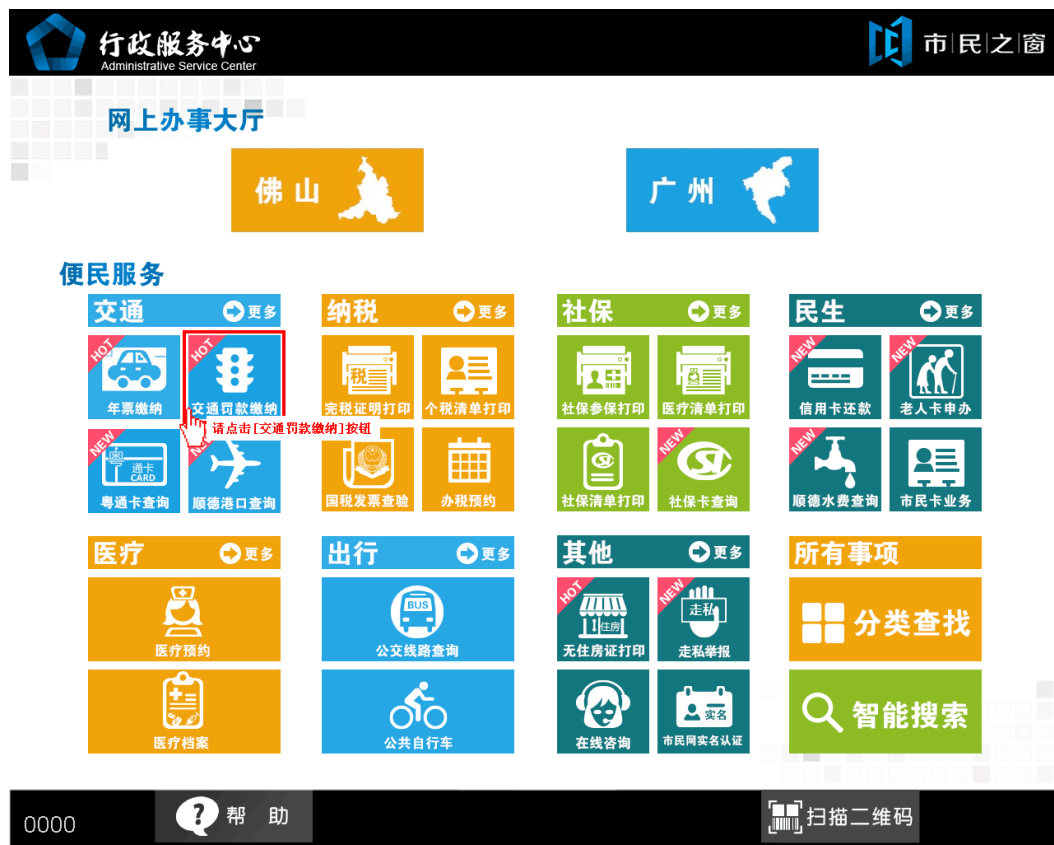 行政服务中心
Administrative Service Center
市民之窗
网上办事大厅
佛山
广州
便民服务
交通 更多
纳税 更多
社保 更多
民生 更多
HOT
HOT
NEW
NEW
税
年票缴纳
交通罚款缴纳
完税证明打印
个税清单打印
社保参保打印
医疗清单打印
信用卡还款
老人卡申办
请点击[交通罚款缴纳]按钮
NEW
NEW
NEW
通卡
CARD
粤通卡查询
顺德港口查询
国税发票查验
办税预约
社保清单打印
社保卡查询
顺德水费查询
市民卡业务
医疗 更多
出行 更多
其他 更多
所有事项
HOT
NEW
BUS
住房
走私
医疗预约
公交线路查询
无住房证打印
走私举报
分类查找
实名
医疗档案
公共自行车
在线咨询
市民网实名认证
智能搜索
0000
?
帮 助
扫描二维码